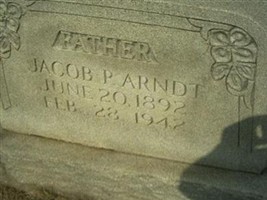 FATHER
JACOB P. ARNDT
JUNE 20, 1892
FEB. 28, 1942